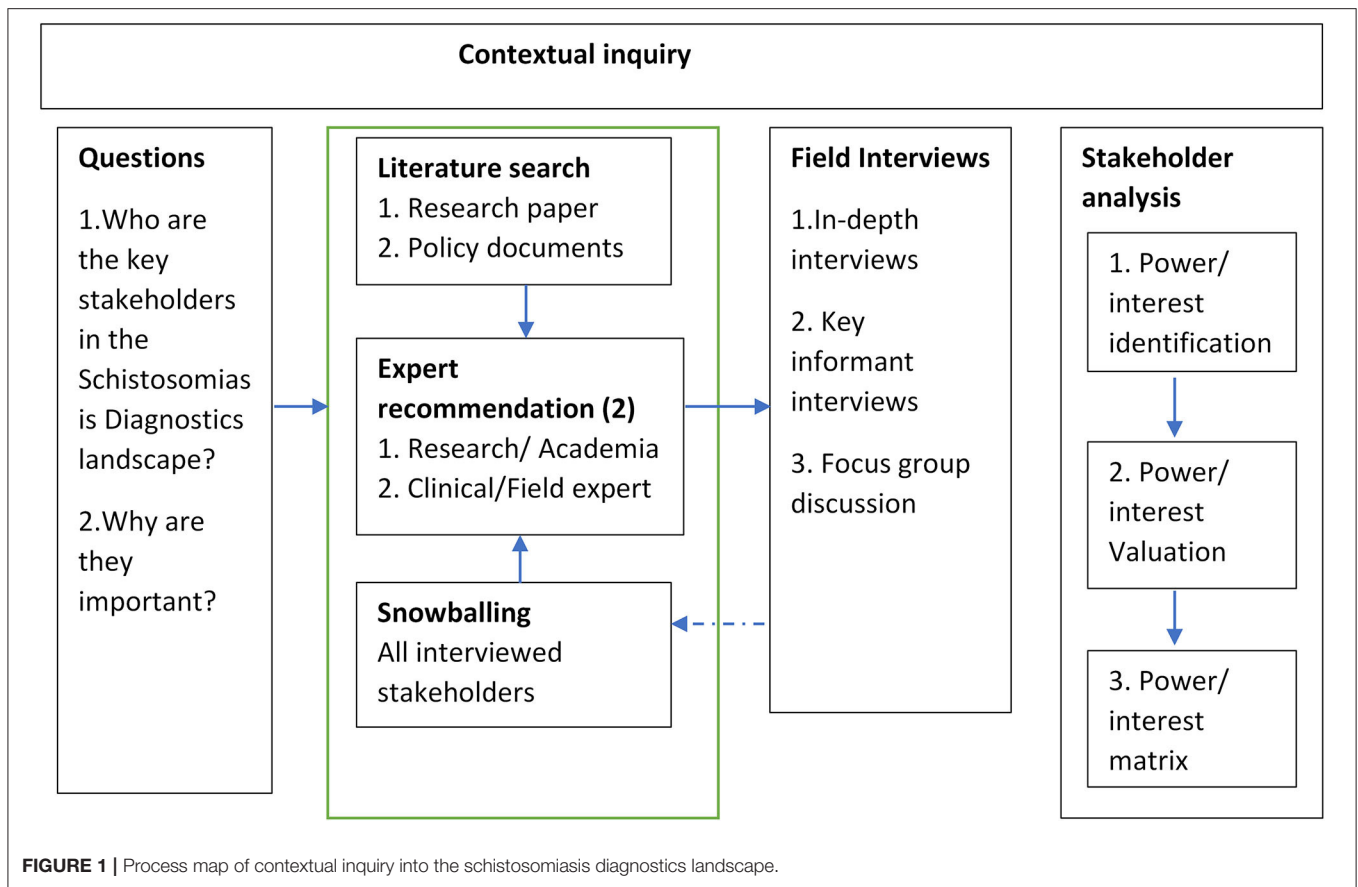 Contextual inquiry
Questions
1.Who are
the key
stakeholders
in the
Schistosomias
is Diagnostics
landscape?
2.Why are
they
important?
Literature search
1. Research paper
2. Policy documents
Expert
recommendation (2)
1. Research/ Academia
2. Clinical/Field expert
Snowballing
All interviewed
stakeholders
Field Interviews
1.In-depth
interviews
2. Key
informant
interviews
3. Focus group
discussion
Stakeholder
analysis
1. Power/
interest
identification
2. Power/
interest
Valuation
3. Power/
interest
matrix
FIGURE 1 | Process map of contextual inquiry into the schistosomiasis diagnostics landscape.